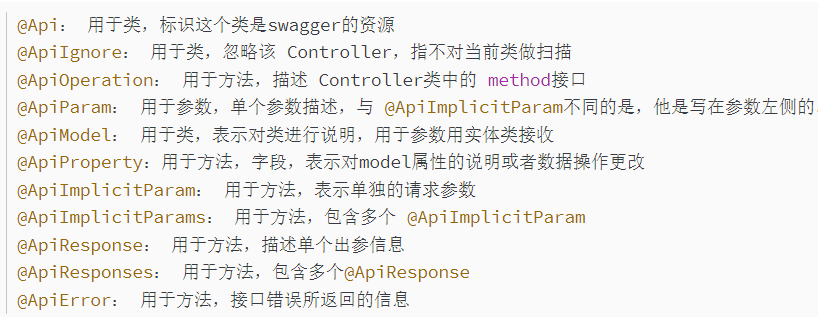 @Api： 用于类，标识这个类是swagger的资源
@ApiIgnore： 用于类，忽略该 Controller，指不对当前类做扫描
@ApiOperation： 用于方法，描述 Controller类中的 method接口
@ApiParam： 用于参数，单个参数描述，与 @ApiImplicitParam不同的是，他是写在参数左侧的.
@ApiModel： 用于类，表示对类进行说明，用于参数用实体类接收
@ApiProperty：用于方法，字段，表示对model属性的说明或者数据操作更改
@ApiImplicitParam： 用于方法，表示单独的请求参数
@ApiImplicitParams： 用于方法，包含多个 @ApiImplicitParam
@ApiResponse： 用于方法，描述单个出参信息
@ApiResponses： 用于方法，包含多个@ApiResponse
@ApiError： 用于方法，接口错误所返回的信息